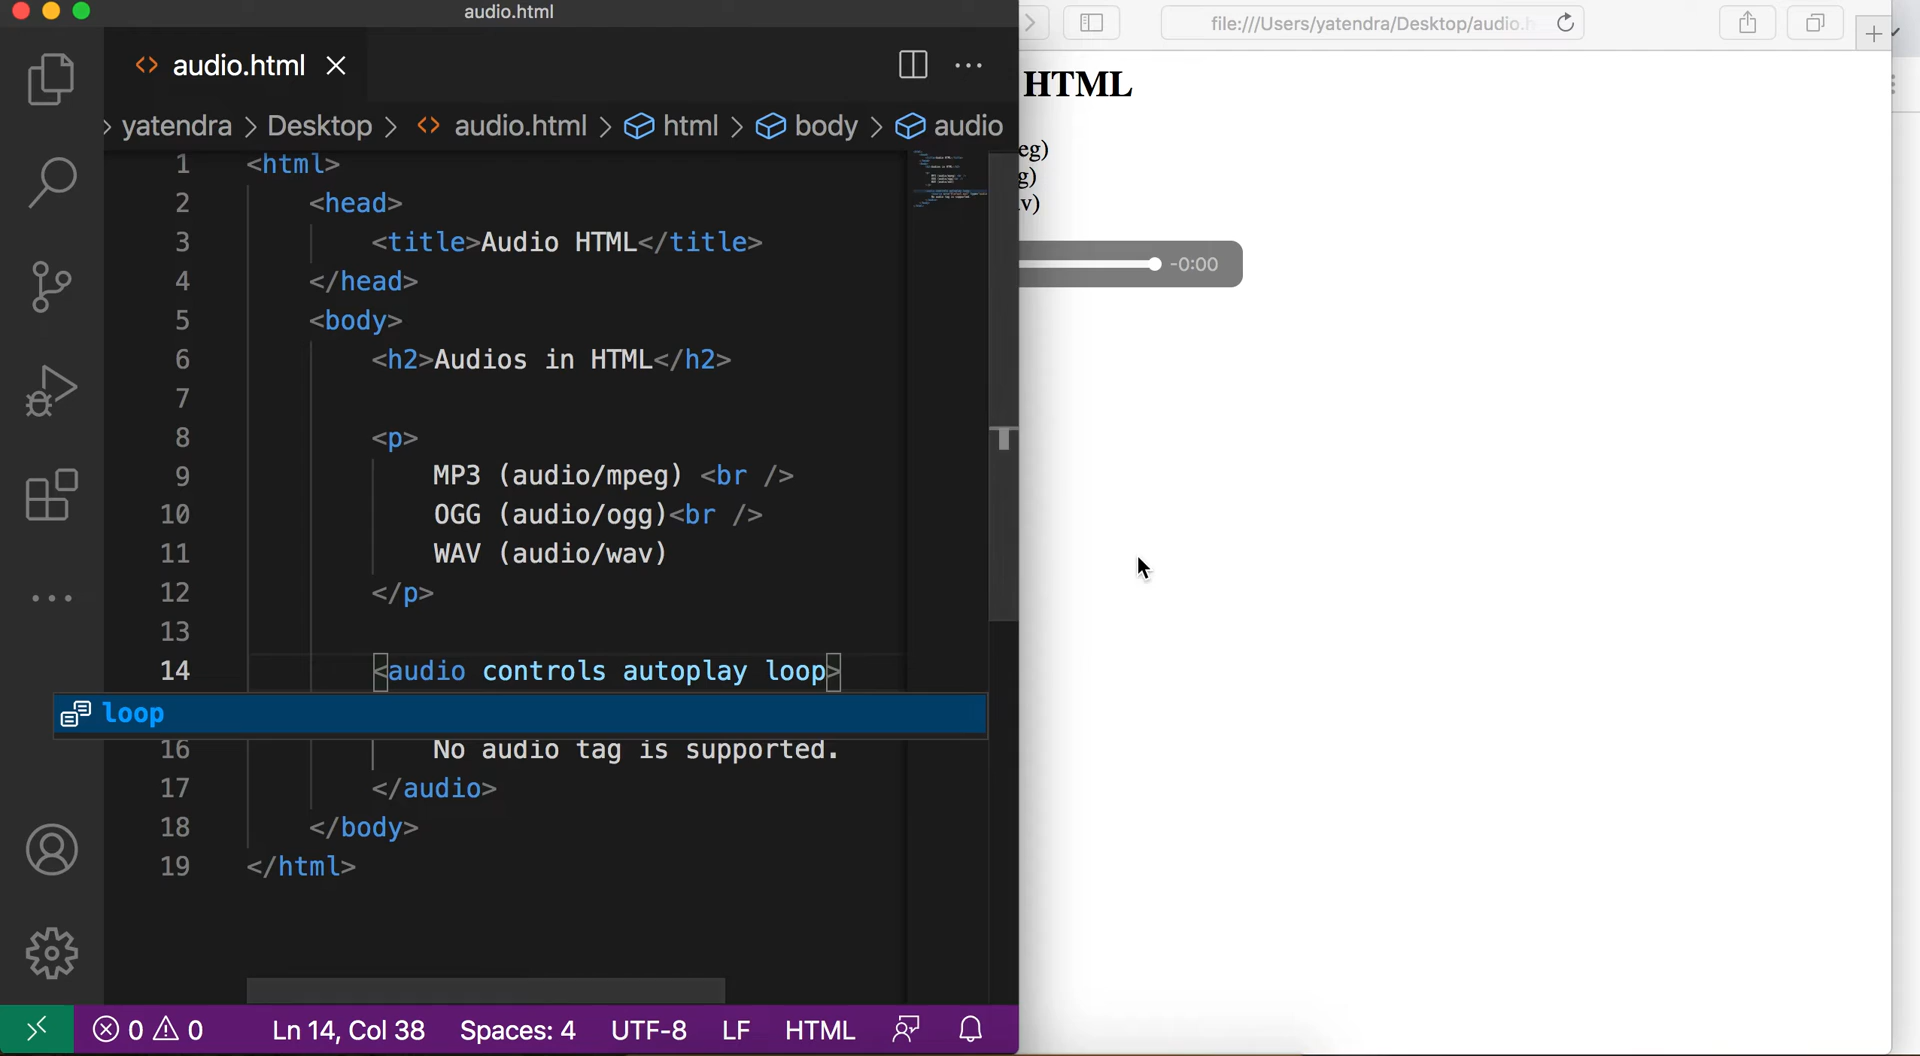 audio.html
<> audio.html
yatendra > Desktop > <> audio.html > html > body > audio
1 <html>
2 <head>
3 <title>Audio HTML</title>
4 </head>
5 <body>
6 <h2>Audios in HTML</h2>
7
8 <p>
9 MP3 (audio/mpeg) <br />
10 OGG (audio/ogg)<br />
11 WAV (audio/wav)
12 </p>
13
14 <audio controls autoplay loop>
loop
16 No audio tag is supported.
17 </audio>
18 </body>
19 </html>
0 0 Ln 14, Col 38 Spaces: 4 UTF-8 LF HTML
file:///Users/yatendra/Desktop/audio.h
HTML
eg)
g)
v)
-0:00